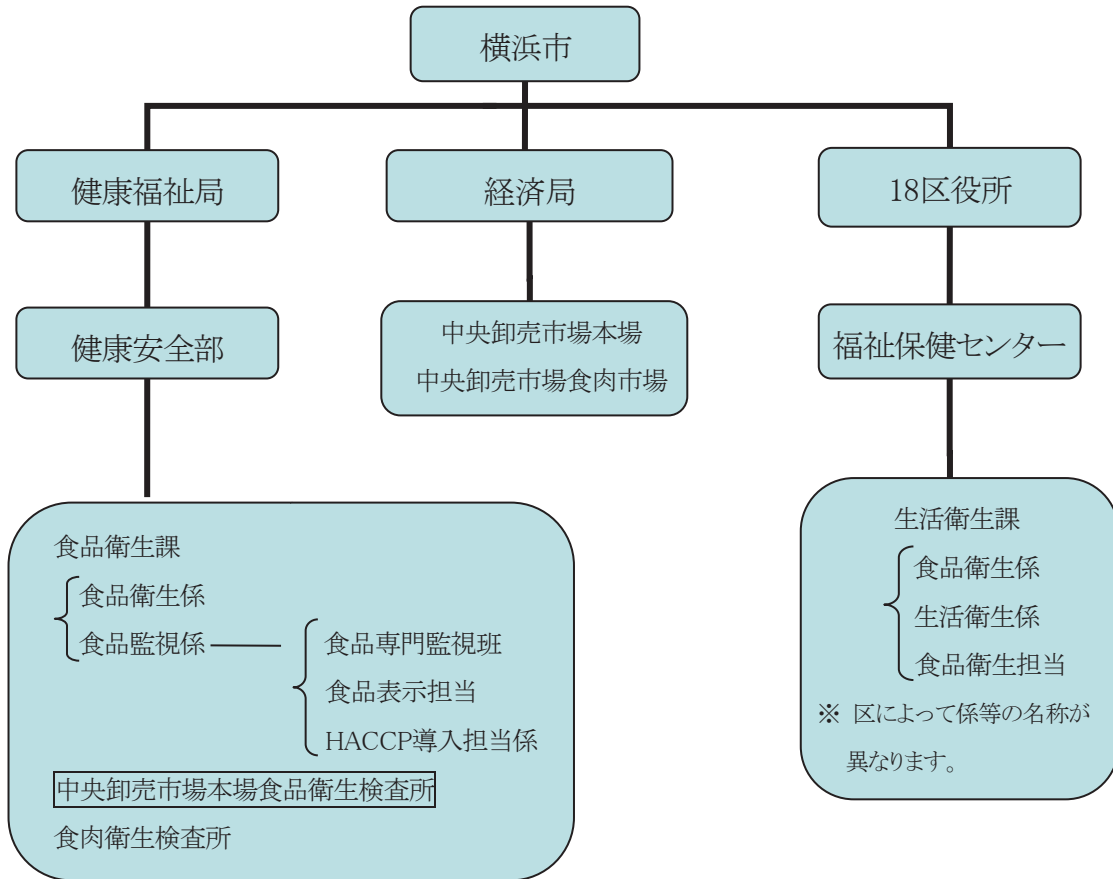 横浜市
健康福祉局
経済局
18区役所
健康安全部
中央卸売市場本場
中央卸売市場食肉市場
福祉保健センター
食品衛生課
食品衛生係
食品監視係
食品専門監視班
食品表示担当
HACCP導入担当係
中央卸売市場本場食品衛生検査所
食肉衛生検査所
生活衛生課
食品衛生係
生活衛生係
食品衛生担当
※ 区によって係等の名称が
異なります。